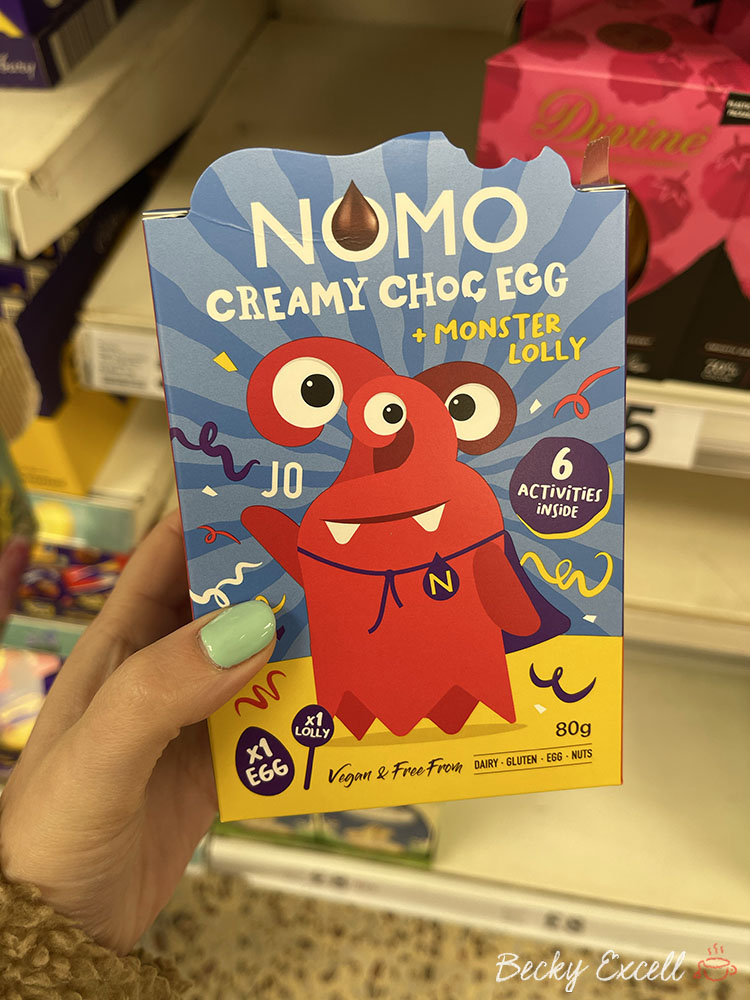 Divine
NOMO
CREAMY CHOC EGG
+ MONSTER
LOLLY
JO
6
ACTIVITIES
INSIDE
N
5
x1
EGG
x1
LOLLY
80g
Vegan & Free From
DAIRY · GLUTEN · EGG · NUTS
Becky Excell